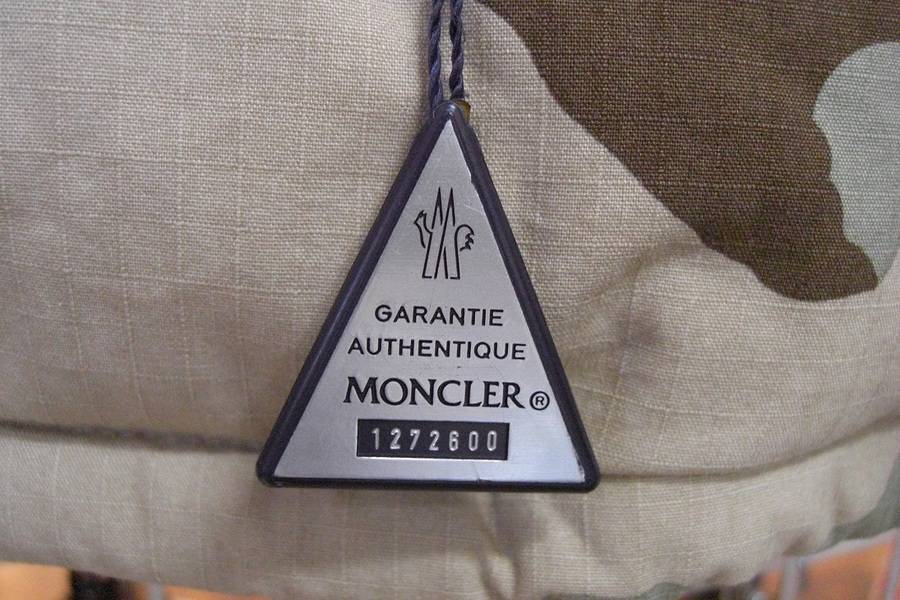 GARANTIE
AUTHENTIQUE
MONCLER®
1272600